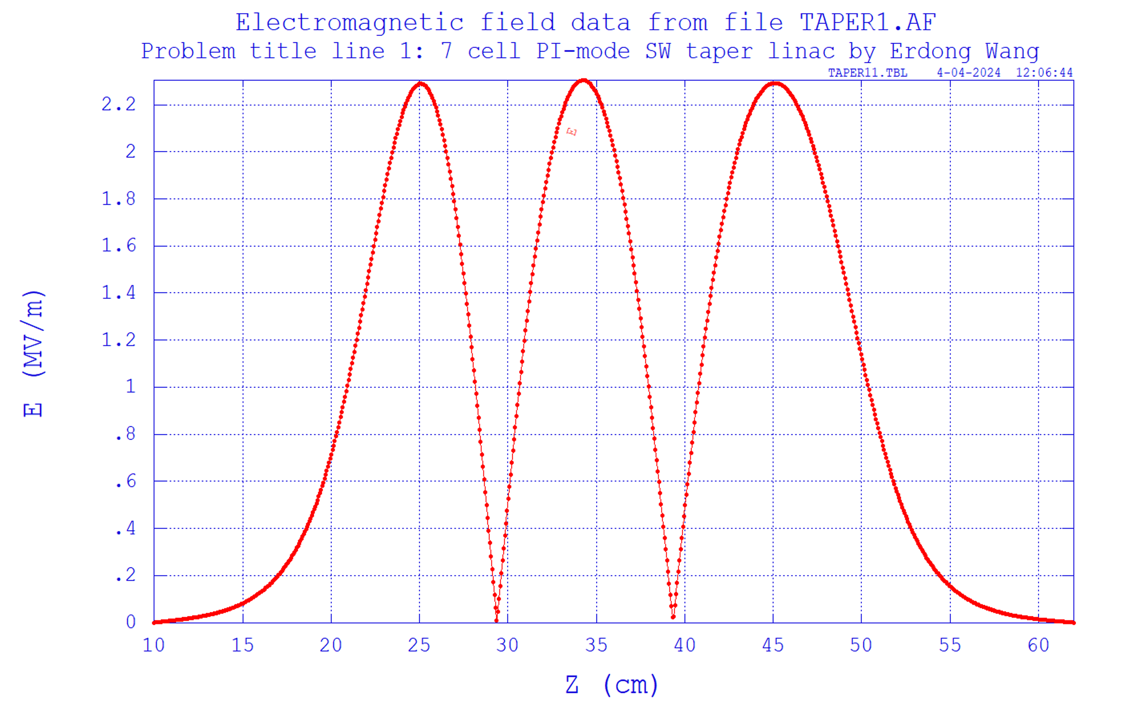 Electromagnetic field data from file TAPER1.AF
Problem title line 1: 7 cell PI-mode SW taper linac by Erdong Wang
TAPER11.TBL 4-04-2024 12:06:44
E (MV/m)
2.2
2
1.8
1.6
1.4
1.2
1
.8
.6
.4
.2
0
|E|
10 15 20 25 30 35 40 45 50 55 60
Z (cm)